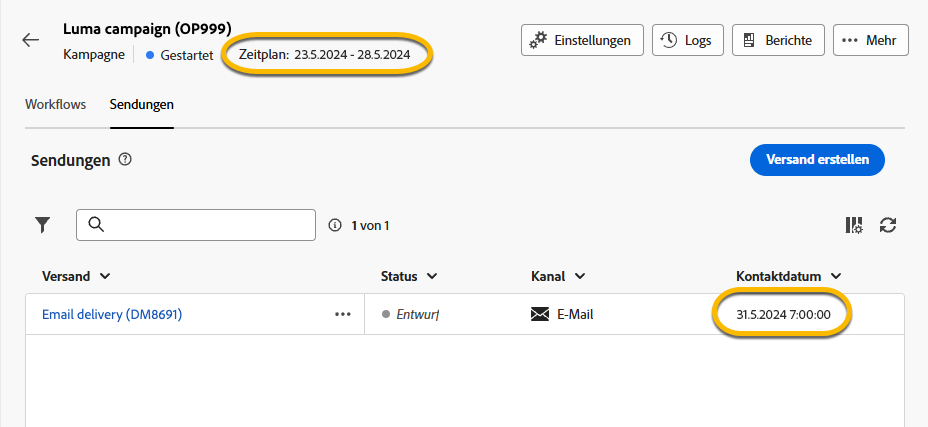 Luma campaign (OP999)
Kampagne Gestartet Zeitplan: 23.5.2024 - 28.5.2024
Einstellungen Logs Berichte Mehr
Workflows Sendungen
Sendungen
Versand erstellen
1 von 1
Versand Status Kanal Kontaktdatum
Email delivery (DM8691) Entwurf E-Mail 31.5.2024 7:00:00